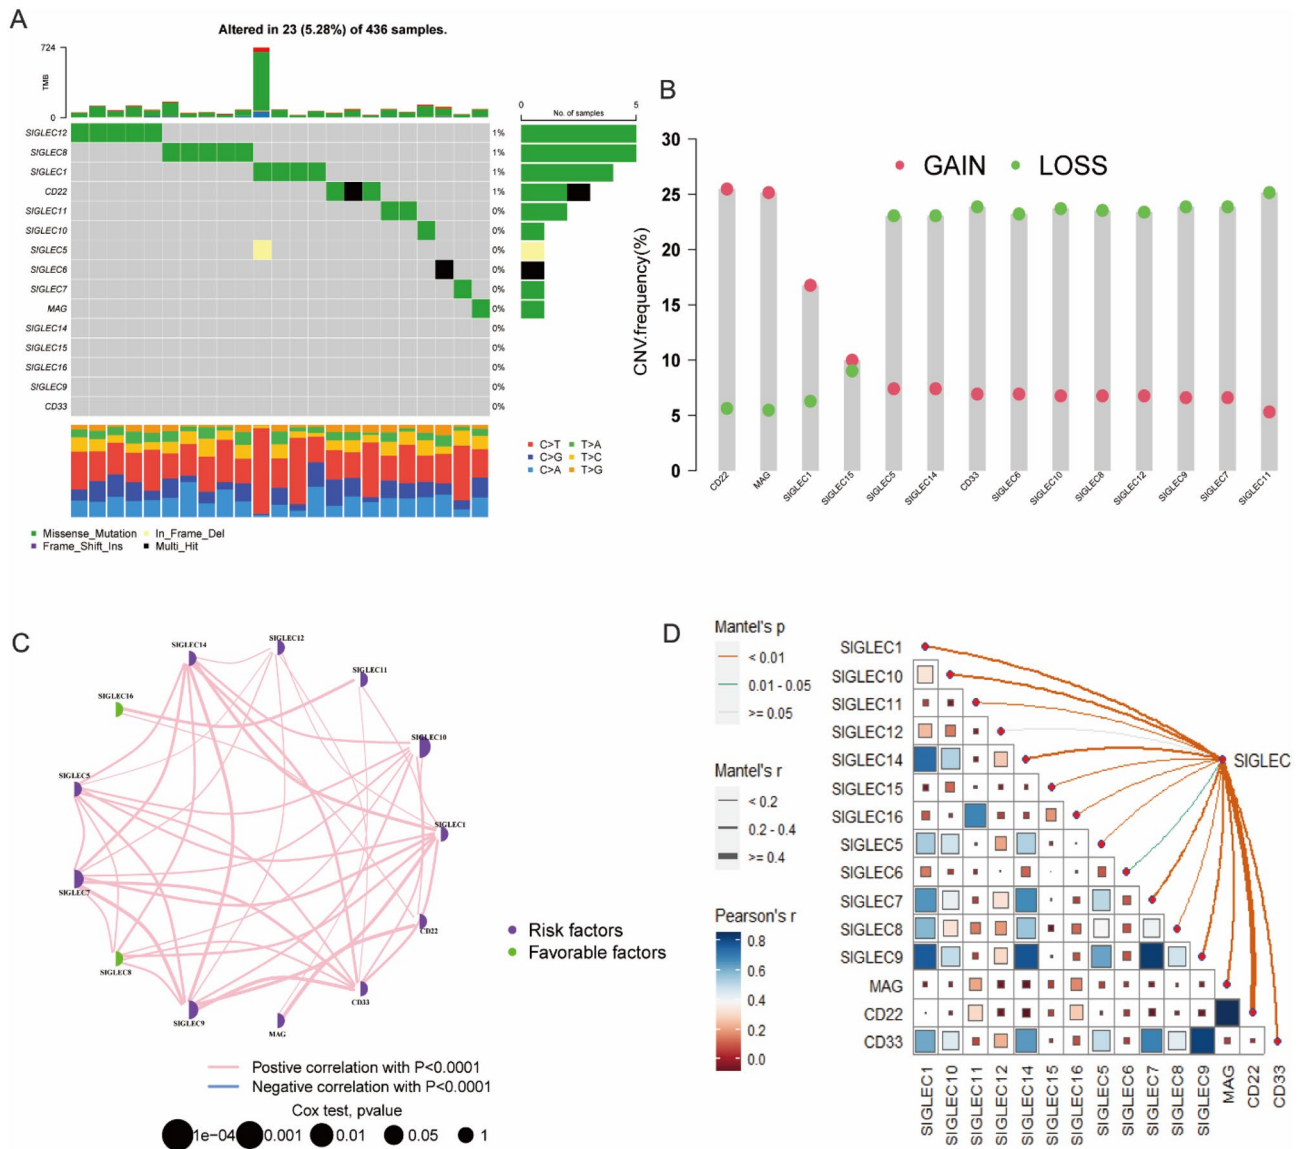 A
Altered in 23 (5.28%) of 436 samples.
724
TMB
0
0
5
No. of samples
SIGLEC12 1%
SIGLEC8 1%
SIGLEC1 1%
CD22 1%
SIGLEC11 0%
SIGLEC10 0%
SIGLEC5 0%
SIGLEC6 0%
SIGLEC7 0%
MAG 0%
SIGLEC14 0%
SIGLEC15 0%
SIGLEC16 0%
SIGLEC9 0%
CD33 0%
C>T T>A
C>G T>C
C>A T>G
Missense_Mutation In_Frame_Del
Frame_Shift_Ins Multi_Hit
B
GAIN LOSS
CNV.frequency(%)
30
25
20
15
10
5
0
CD22
MAG
SIGLEC1
SIGLEC15
SIGLEC5
SIGLEC14
CD33
SIGLEC6
SIGLEC10
SIGLEC8
SIGLEC12
SIGLEC9
SIGLEC7
SIGLEC11
C
SIGLEC12
SIGLEC14
SIGLEC11
SIGLEC16
SIGLEC10
SIGLEC5
SIGLEC1
SIGLEC7
CD22
SIGLEC8
CD33
SIGLEC9
MAG
Risk factors
Favorable factors
Postive correlation with P<0.0001
Negative correlation with P<0.0001
Cox test, pvalue
1e−04 0.001 0.01 0.05 1
D
Mantel's p
< 0.01
0.01 - 0.05
>= 0.05
Mantel's r
< 0.2
0.2 - 0.4
>= 0.4
Pearson's r
0.8
0.6
0.4
0.2
0.0
SIGLEC1
SIGLEC10
SIGLEC11
SIGLEC12
SIGLEC14
SIGLEC15
SIGLEC16
SIGLEC5
SIGLEC6
SIGLEC7
SIGLEC8
SIGLEC9
MAG
CD22
CD33
SIGLEC
SIGLEC1
SIGLEC10
SIGLEC11
SIGLEC12
SIGLEC14
SIGLEC15
SIGLEC16
SIGLEC5
SIGLEC6
SIGLEC7
SIGLEC8
SIGLEC9
MAG
CD22
CD33